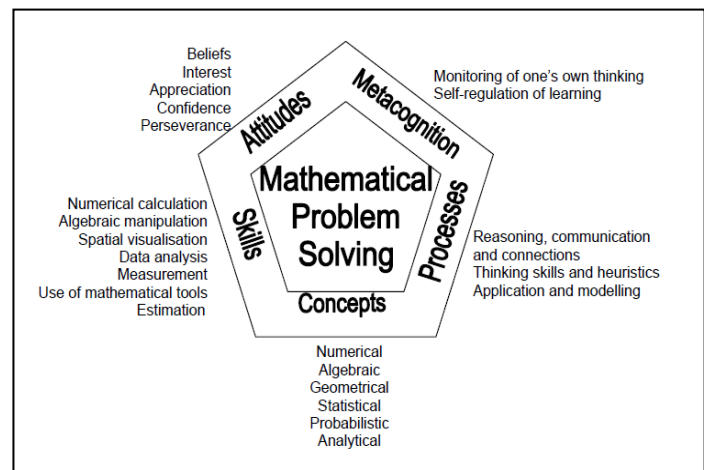 Beliefs
Interest
Appreciation
Confidence
Perseverance
Attitudes
Metacognition
Monitoring of one's own thinking
Self-regulation of learning
Mathematical
Problem
Solving
Skills
Numerical calculation
Algebraic manipulation
Spatial visualisation
Data analysis
Measurement
Use of mathematical tools
Estimation
Processes
Reasoning, communication
and connections
Thinking skills and heuristics
Application and modelling
Concepts
Numerical
Algebraic
Geometrical
Statistical
Probabilistic
Analytical